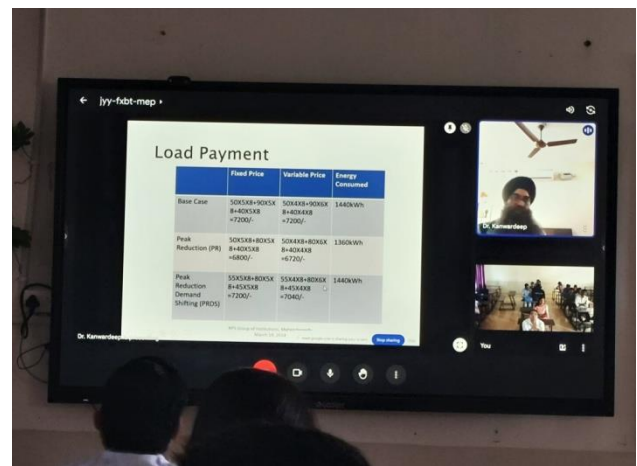 jyy-fxbt-mep
Load Payment
Fixed Price
Variable Price
Energy
Consumed
Base Case
50X5X8+90X5X
8+40X5X8
=7200/-
50X4X8+90X6X
8+40X4X8
=7200/-
1440kWh
Peak
Reduction (PR)
50X5X8+80X5X
8+40X5X8
=6800/-
50X4X8+80X6X
8+40X4X8
=6720/-
1360kWh
Peak
Reduction
Demand
Shifting (PRDS)
55X5X8+80X5X
8+45X5X8
=7200/-
55X4X8+80X6X
8+45X4X8
=7040/-
1440kWh
Stop sharing
Dr. Kanwardeep
Dr. Kanwardeep
You